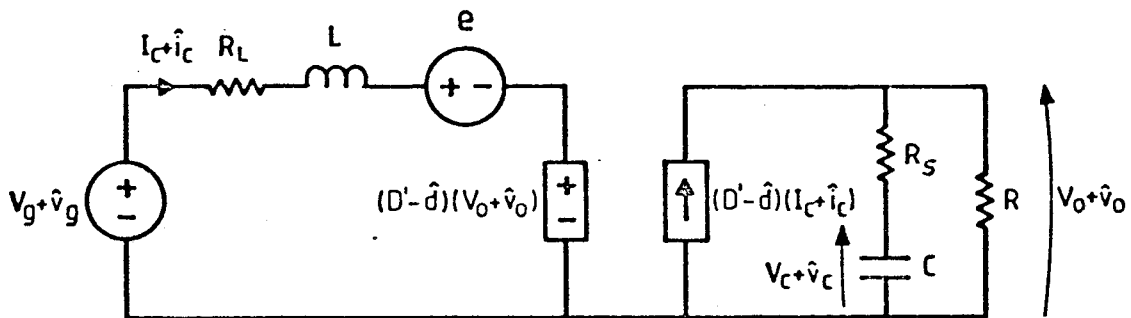 e
I_c+î_c
R_L
L
+ −
V_g+v̂_g
+
−
(D'-d̂)(V_o+v̂_o)
+
−
(D'-d̂)(I_c+î_c)
R_S
R
V_o+v̂_o
V_c+v̂_c
C